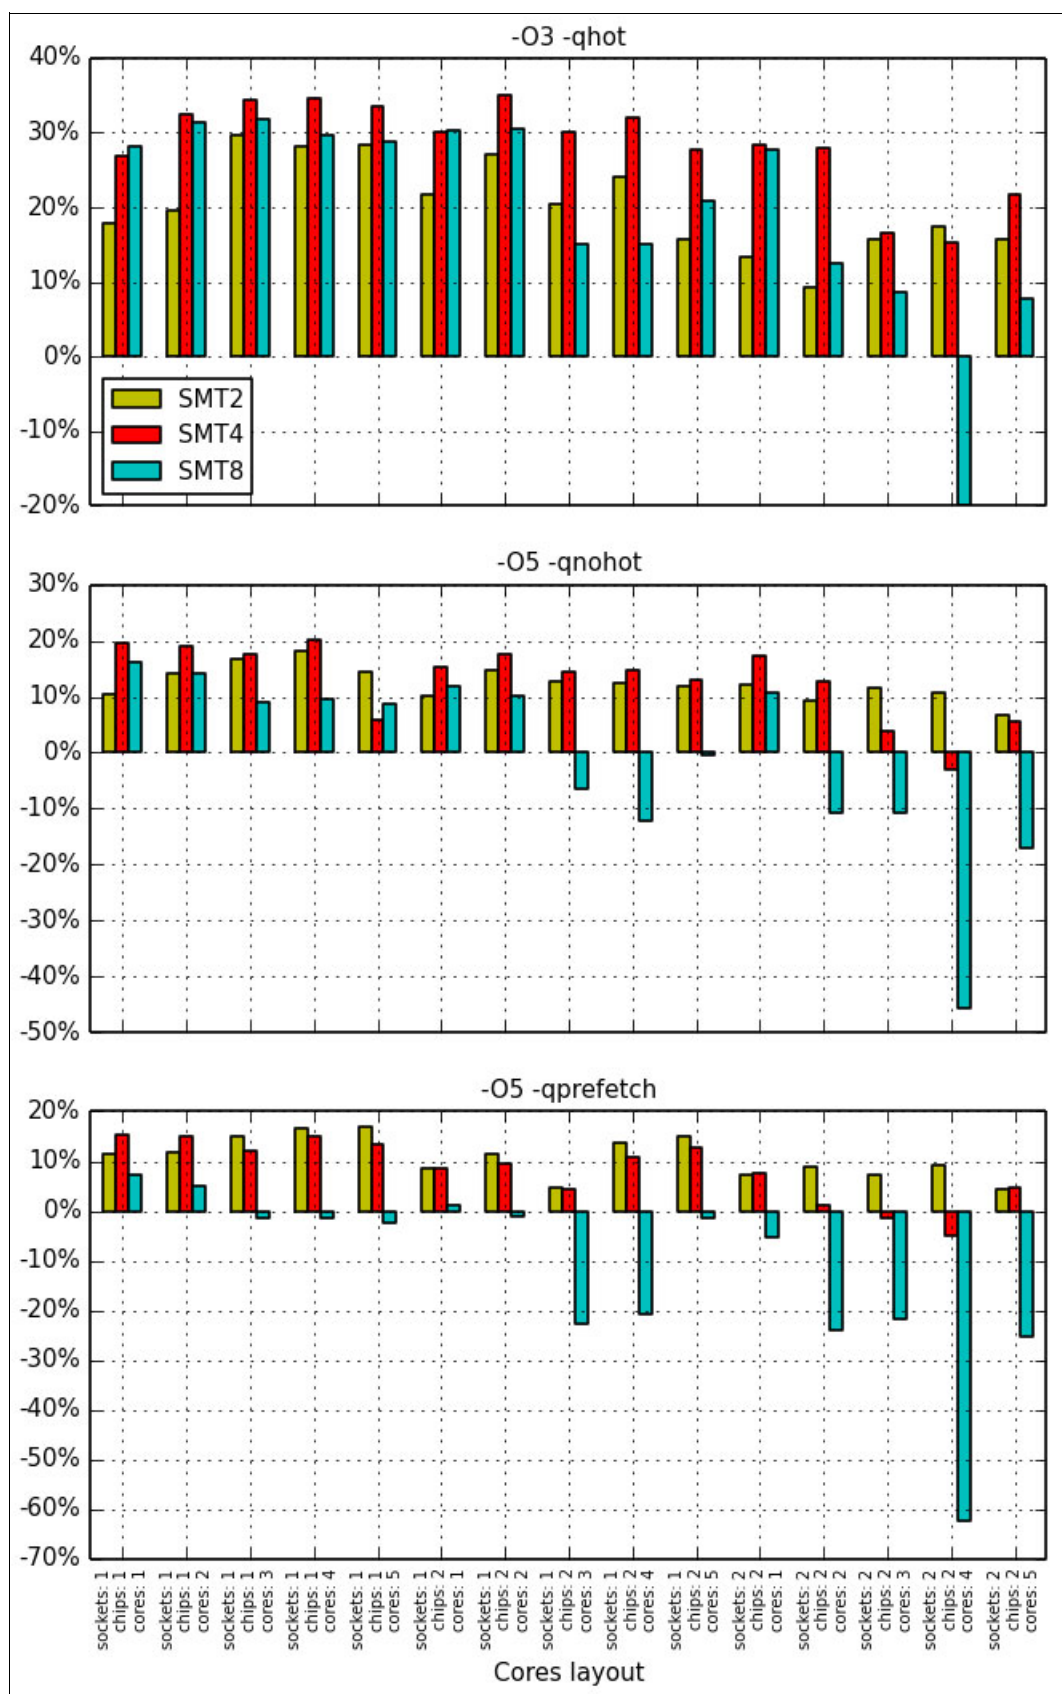 -O3 -qhot
40%
30%
20%
10%
0%
-10%
-20%
SMT2
SMT4
SMT8
-O5 -qnohot
30%
20%
10%
0%
-10%
-20%
-30%
-40%
-50%
-O5 -qprefetch
20%
10%
0%
-10%
-20%
-30%
-40%
-50%
-60%
-70%
sockets: 1
chips: 1
cores: 1
sockets: 1
chips: 1
cores: 2
sockets: 1
chips: 1
cores: 3
sockets: 1
chips: 1
cores: 4
sockets: 1
chips: 1
cores: 5
sockets: 1
chips: 2
cores: 1
sockets: 1
chips: 2
cores: 2
sockets: 1
chips: 2
cores: 3
sockets: 1
chips: 2
cores: 4
sockets: 1
chips: 2
cores: 5
sockets: 2
chips: 2
cores: 1
sockets: 2
chips: 2
cores: 2
sockets: 2
chips: 2
cores: 3
sockets: 2
chips: 2
cores: 4
sockets: 2
chips: 2
cores: 5
Cores layout